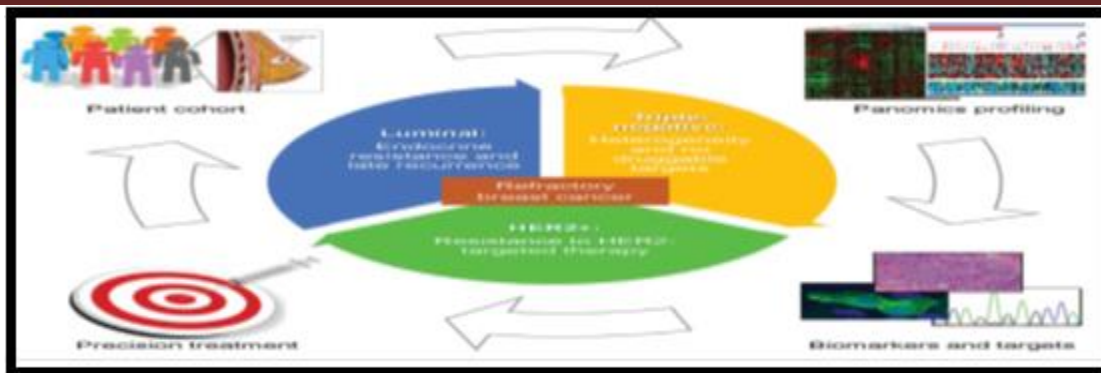 Patient cohort
Panomics profiling
Luminal:
Endocrine
resistance and
late recurrence
Triple-
negative:
Heterogeneity
and no
druggable
targets
Refractory
breast cancer
HER2+:
Resistance in HER2-
targeted therapy
Precision treatment
Biomarkers and targets